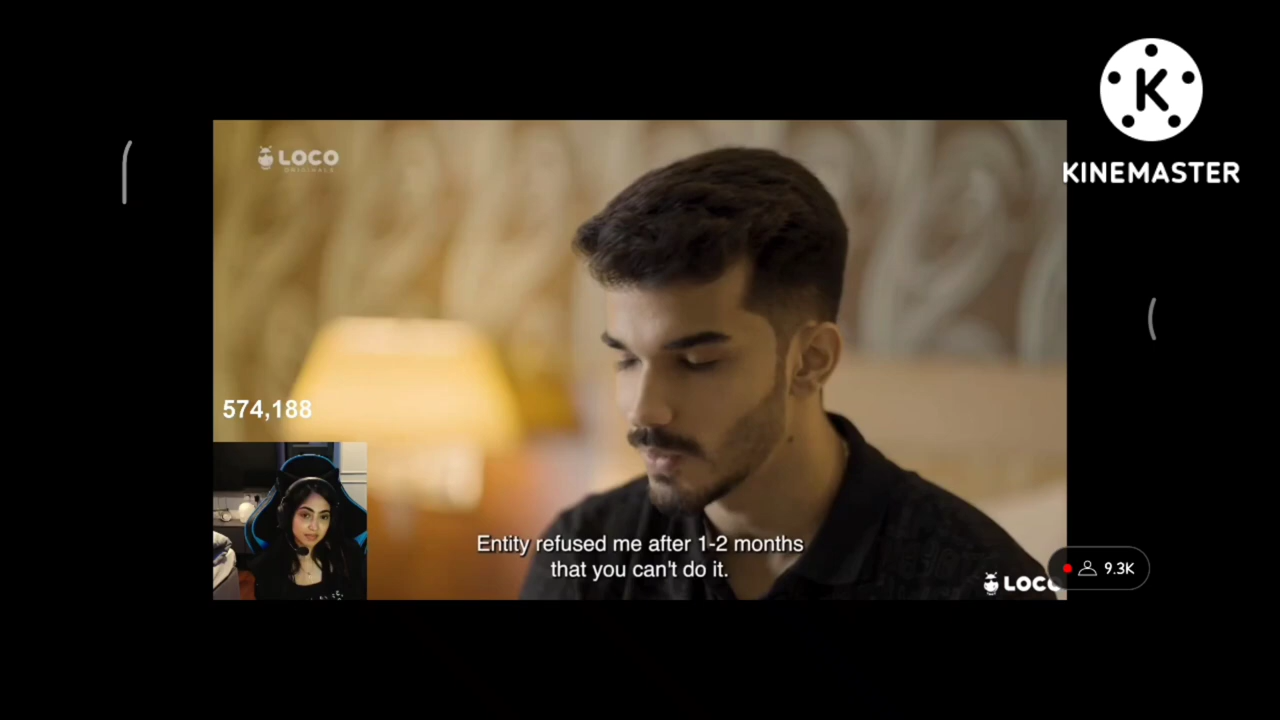 LOCO
ORIGINALS
K
KINEMASTER
574,188
Entity refused me after 1-2 months
that you can't do it.
LOCO
9.3K